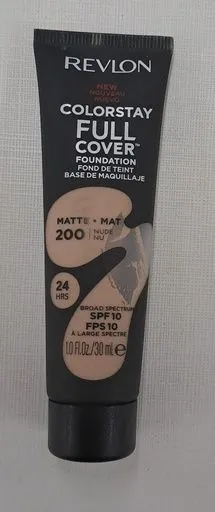 REVLON
NEW
NOUVEAU
NUEVO
COLORSTAY
FULL
COVER™
FOUNDATION
FOND DE TEINT
BASE DE MAQUILLAJE
MATTE • MAT
200 NUDE
NU
24
HRS
BROAD SPECTRUM
SPF 10
FPS 10
À LARGE SPECTRE
1.0 Fl.Oz./30 ml e